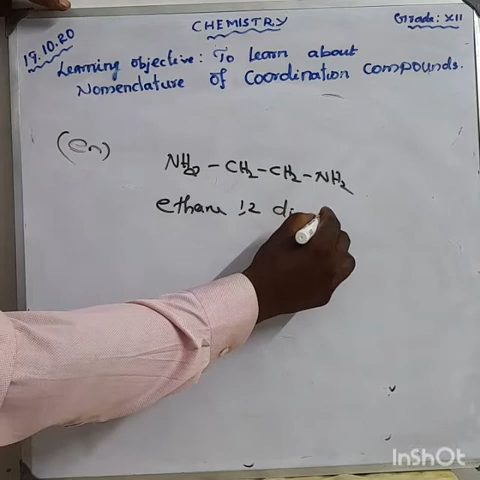 CHEMISTRY
Grade: XII
19.10.20
Learning objective: To learn about
Nomenclature of Coordination Compounds.
(en)
NH2 – CH2 – CH2 – NH2
ethane 1,2 di
InShOt